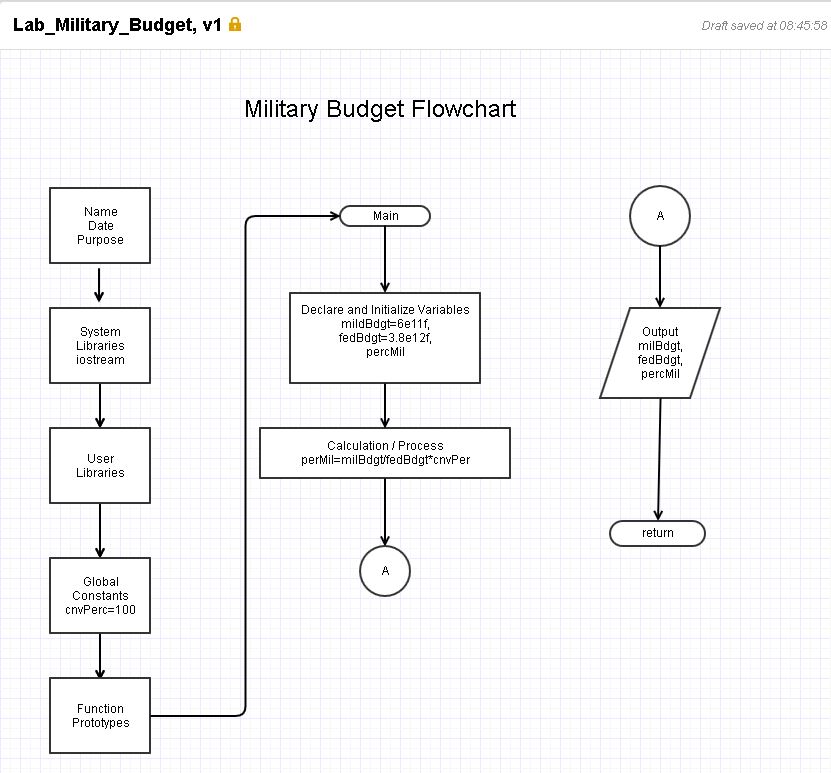 Lab_Military_Budget, v1
Draft saved at 08:45:58
Military Budget Flowchart
Name
Date
Purpose
System
Libraries
iostream
User
Libraries
Global
Constants
cnvPerc=100
Function
Prototypes
Main
Declare and Initialize Variables
mildBdgt=6e11f,
fedBdgt=3.8e12f,
percMil
Calculation / Process
perMil=milBdgt/fedBdgt*cnvPer
A
A
Output
milBdgt,
fedBdgt,
percMil
return